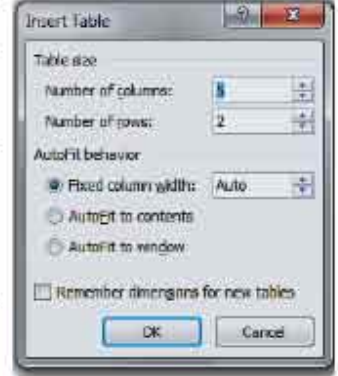 Insert Table
Table size
Number of columns: 5
Number of rows: 2
AutoFit behavior
Fixed column width: Auto
AutoFit to contents
AutoFit to window
Remember dimensions for new tables
OK Cancel